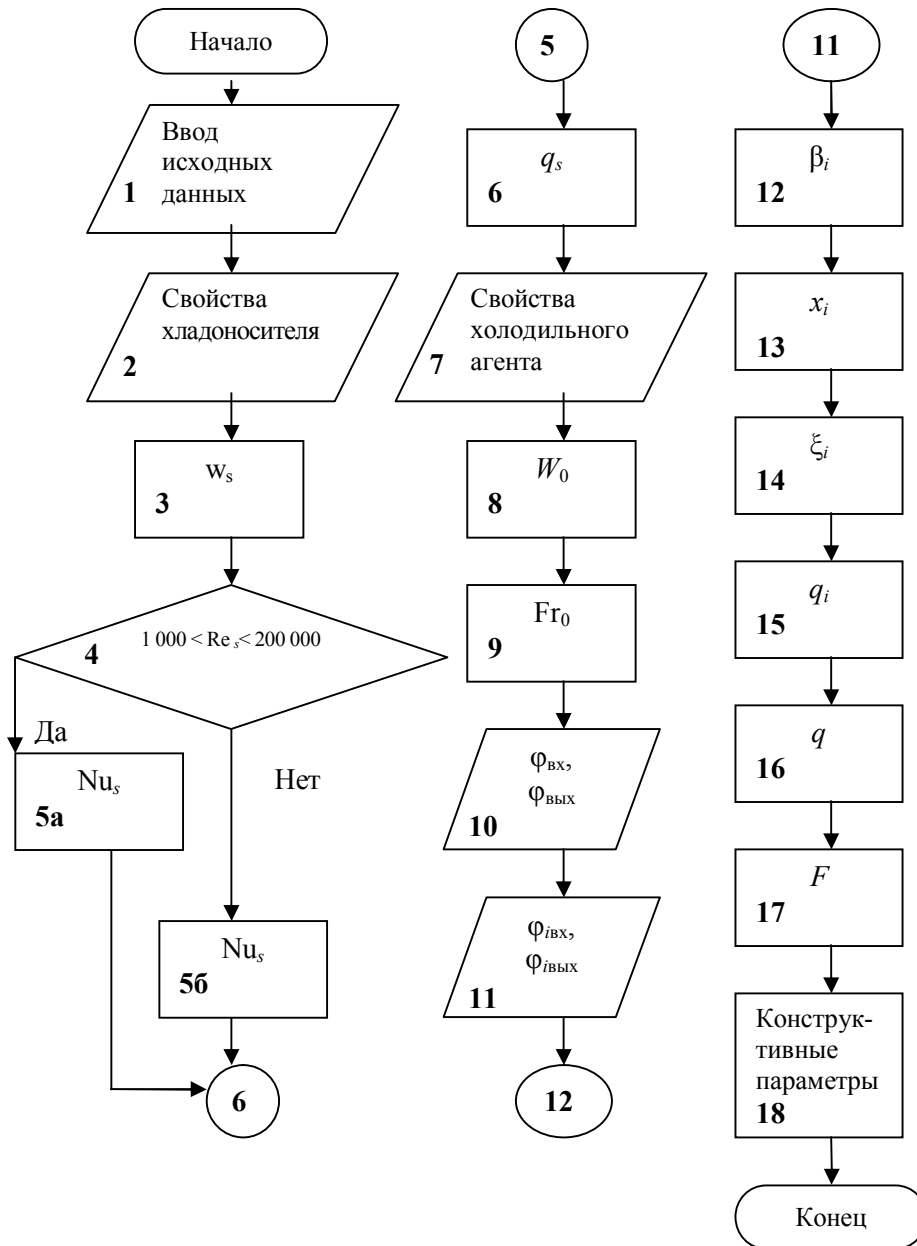 Начало
Ввод
исходных
данных
1
Свойства
хладоносителя
2
w_s
3
1 000 < Re_s < 200 000
4
Да
Нет
Nu_s
5а
Nu_s
5б
6
5
q_s
6
Свойства
холодильного
агента
7
W_0
8
Fr_0
9
φ_вх,
φ_вых
10
φ_iвх,
φ_iвых
11
12
11
β_i
12
x_i
13
ξ_i
14
q_i
15
q
16
F
17
Конструк-
тивные
параметры
18
Конец